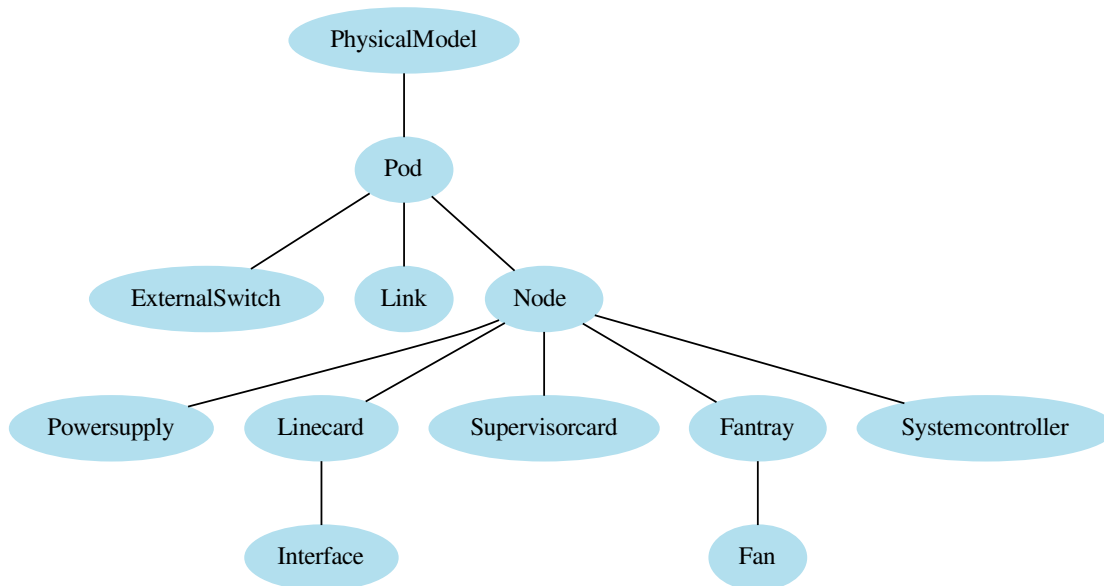 PhysicalModel
Pod
ExternalSwitch
Link
Node
Powersupply
Linecard
Supervisorcard
Fantray
Systemcontroller
Interface
Fan